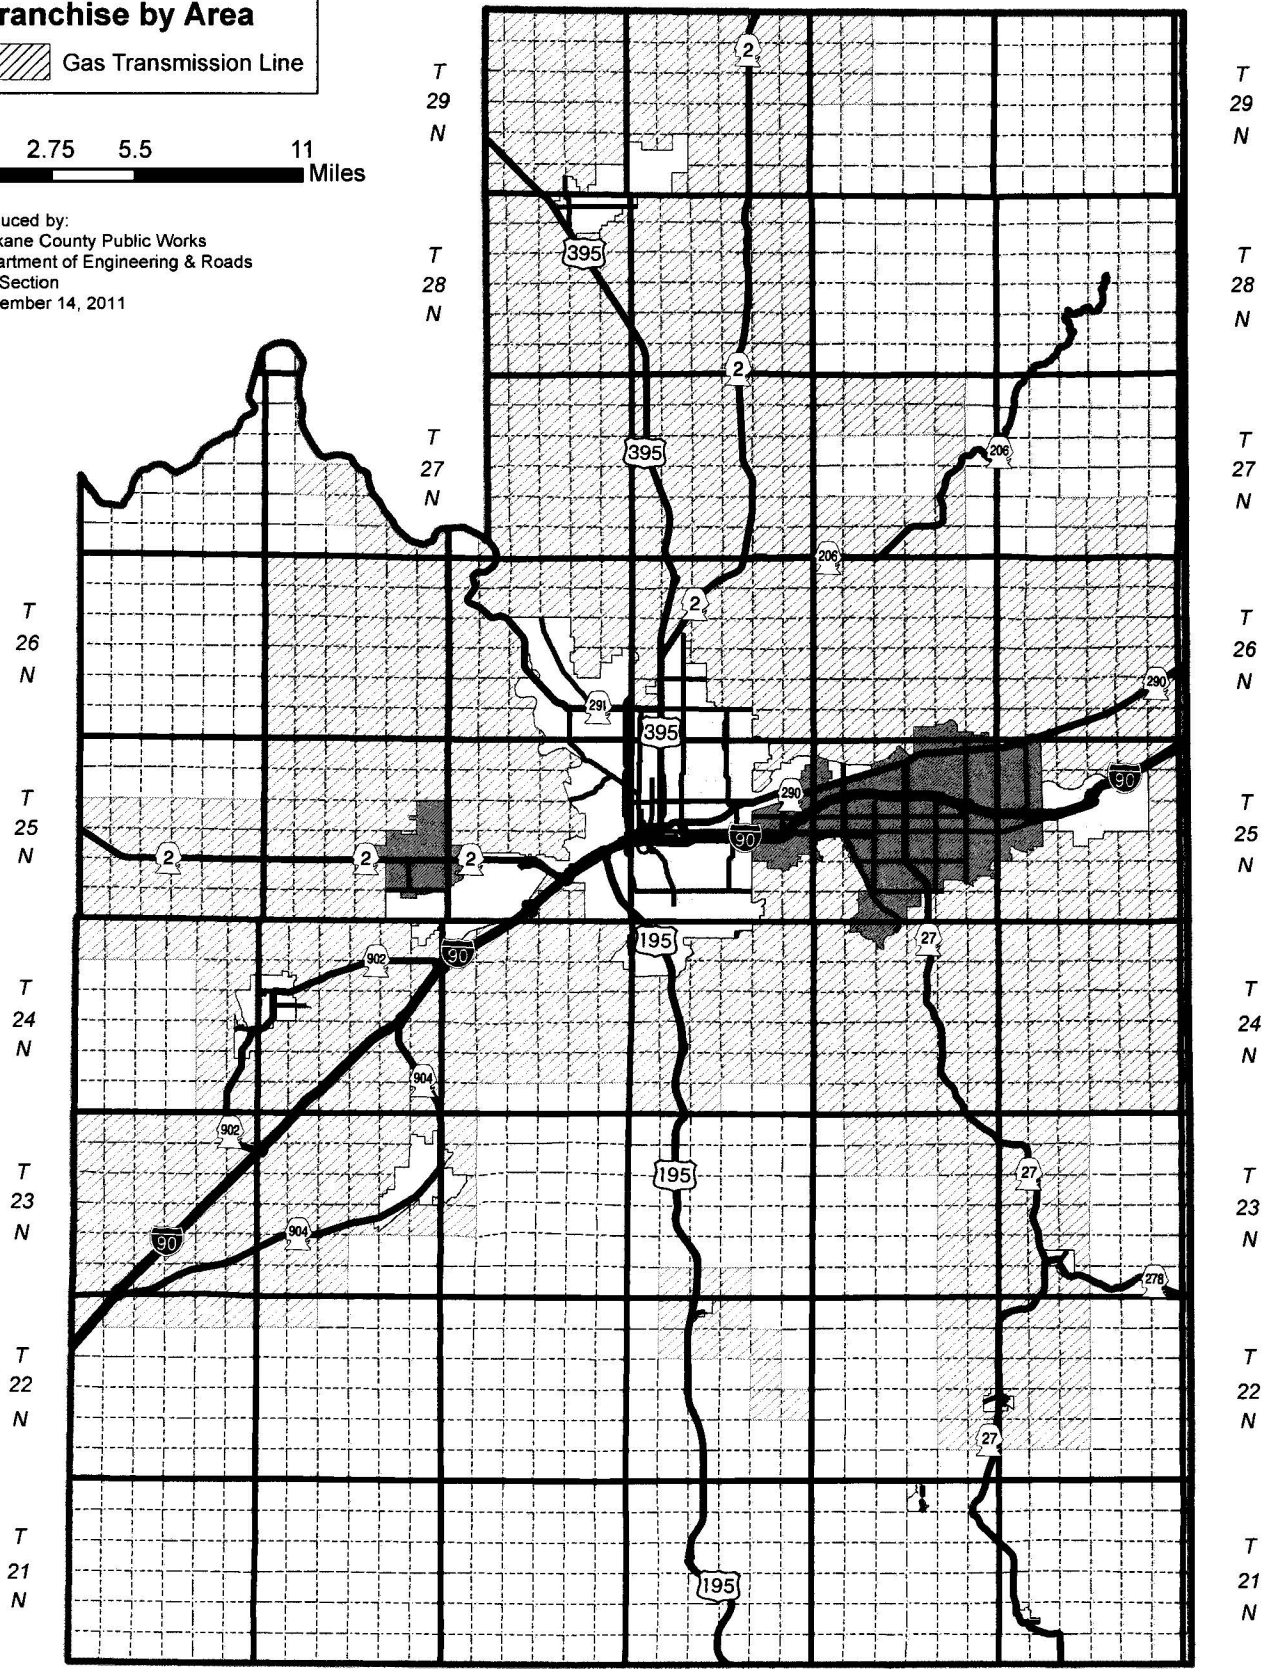 ranchise by Area
Gas Transmission Line
2.75 5.5 11
Miles
uced by:
kane County Public Works
artment of Engineering & Roads
Section
ember 14, 2011
T
29
N
T
29
N
T
28
N
T
28
N
T
27
N
T
27
N
T
26
N
T
26
N
T
25
N
T
25
N
T
24
N
T
24
N
T
23
N
T
23
N
T
22
N
T
22
N
T
21
N
T
21
N
2
395
2
395
206
206
2
290
291
395
90
290
2
2
2
90
195
27
902
90
904
902
195
27
904
90
278
27
195